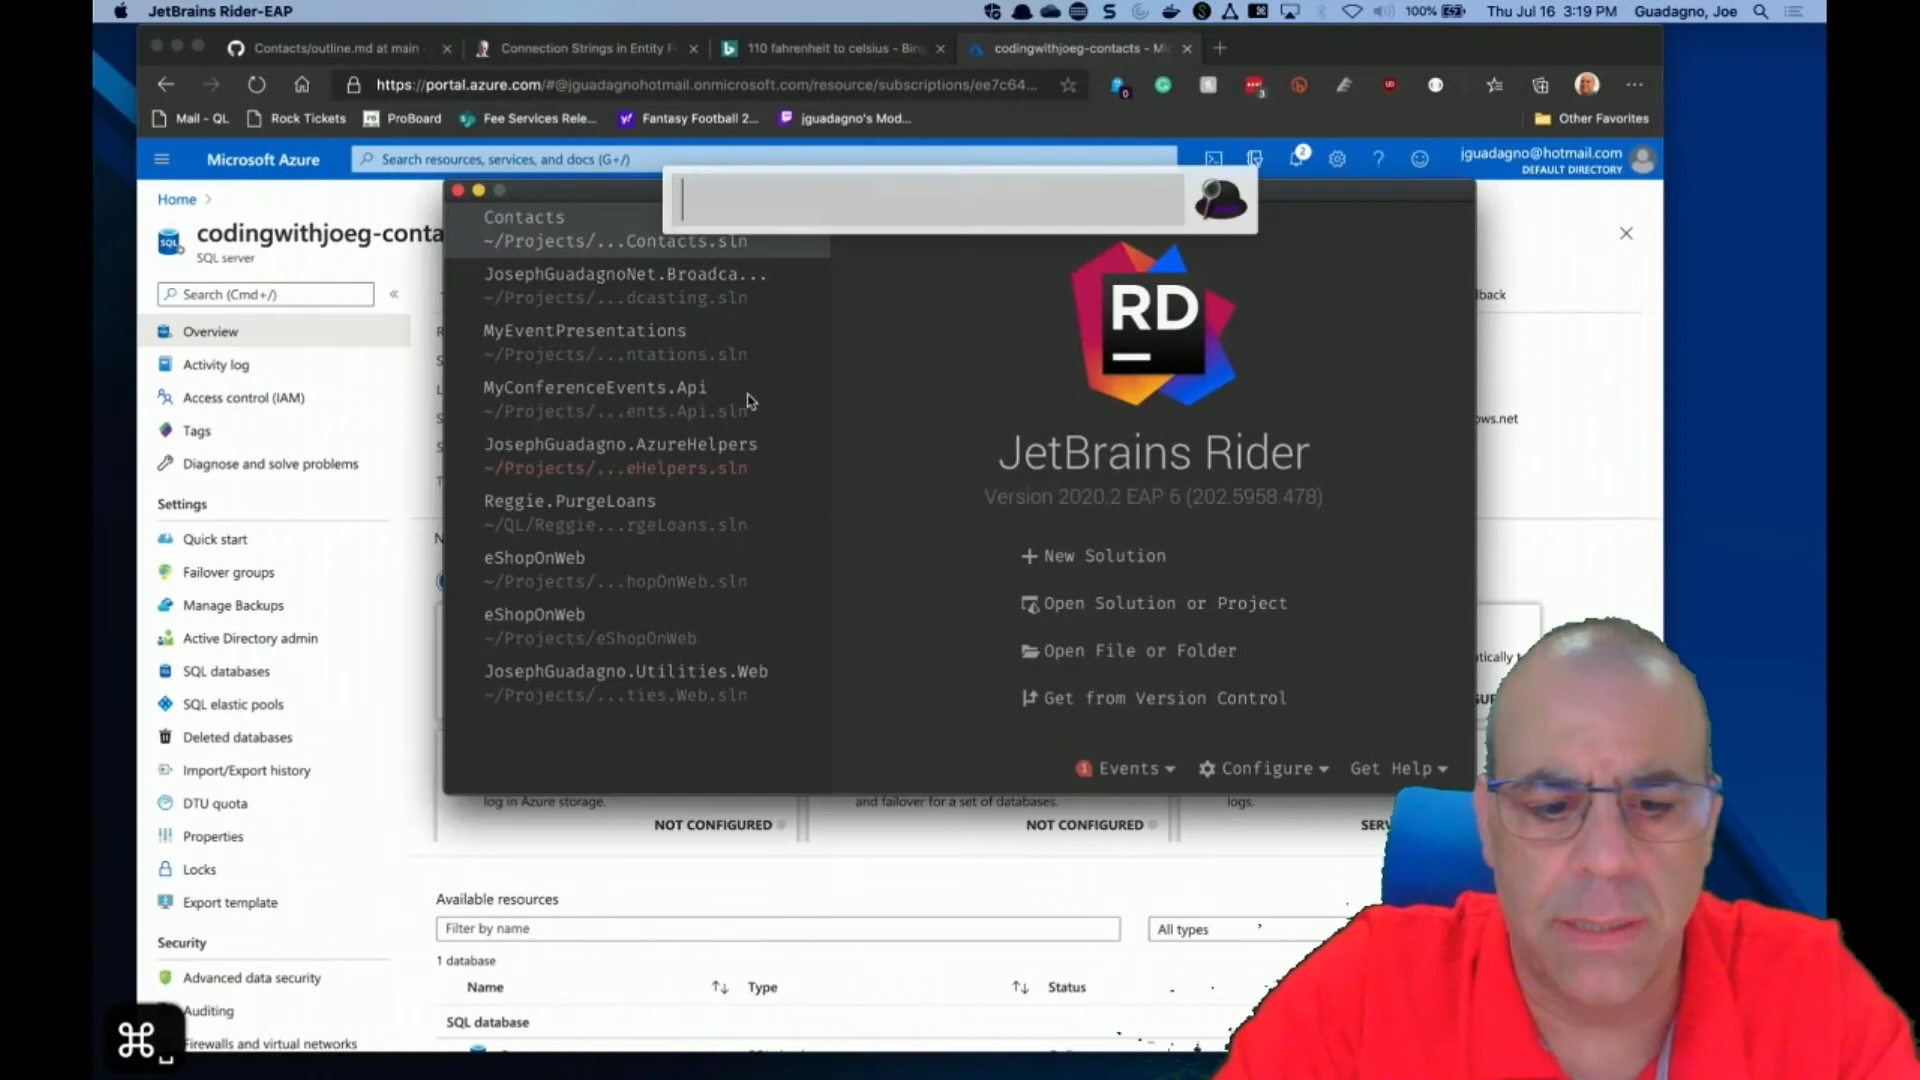 JetBrains Rider-EAP
100%
Thu Jul 16 3:19 PM
Guadagno, Joe
Contacts/outline.md at main
Connection Strings in Entity F
110 fahrenheit to celsius - Bing
codingwithjoeg-contacts - Mi
https://portal.azure.com/#@jguadagnohotmail.onmicrosoft.com/resource/subscriptions/ee7c64...
Mail - QL
Rock Tickets
ProBoard
Fee Services Rele...
Fantasy Football 2...
jguadagno's Mod...
Other Favorites
Microsoft Azure
Search resources, services, and docs (G+/)
2
jguadagno@hotmail.com
DEFAULT DIRECTORY
Home
codingwithjoeg-conta
SQL server
Search (Cmd+/)
Overview
Activity log
Access control (IAM)
Tags
Diagnose and solve problems
Settings
Quick start
Failover groups
Manage Backups
Active Directory admin
SQL databases
SQL elastic pools
Deleted databases
Import/Export history
DTU quota
Properties
Locks
Export template
Security
Advanced data security
Auditing
Firewalls and virtual networks
Contacts
~/Projects/...Contacts.sln
JosephGuadagnoNet.Broadca...
~/Projects/...dcasting.sln
MyEventPresentations
~/Projects/...ntations.sln
MyConferenceEvents.Api
~/Projects/...ents.Api.sln
JosephGuadagno.AzureHelpers
~/Projects/...eHelpers.sln
Reggie.PurgeLoans
~/QL/Reggie...rgeLoans.sln
eShopOnWeb
~/Projects/...hopOnWeb.sln
eShopOnWeb
~/Projects/eShopOnWeb
JosephGuadagno.Utilities.Web
~/Projects/...ties.Web.sln
RD
JetBrains Rider
Version 2020.2 EAP 6 (202.5958.478)
New Solution
Open Solution or Project
Open File or Folder
Get from Version Control
1 Events
Configure
Get Help
lback
ows.net
atically t
log in Azure storage.
and failover for a set of databases.
logs.
NOT CONFIGURED
NOT CONFIGURED
SERV
Available resources
Filter by name
All types
1 database
Name
Type
Status
SQL database
⌘